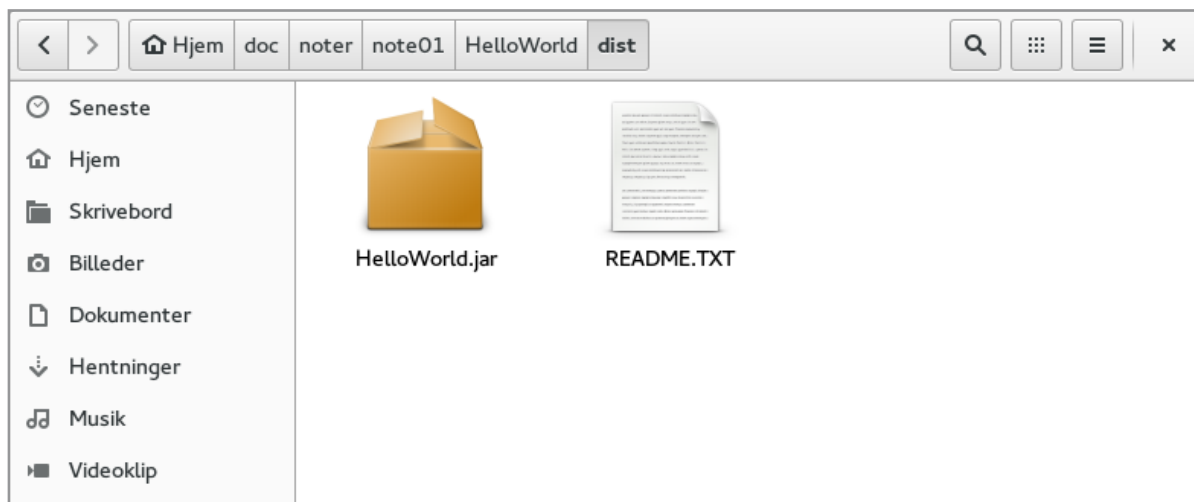 Hjem doc noter note01 HelloWorld dist
Seneste
Hjem
Skrivebord
Billeder
Dokumenter
Hentninger
Musik
Videoklip
HelloWorld.jar README.TXT